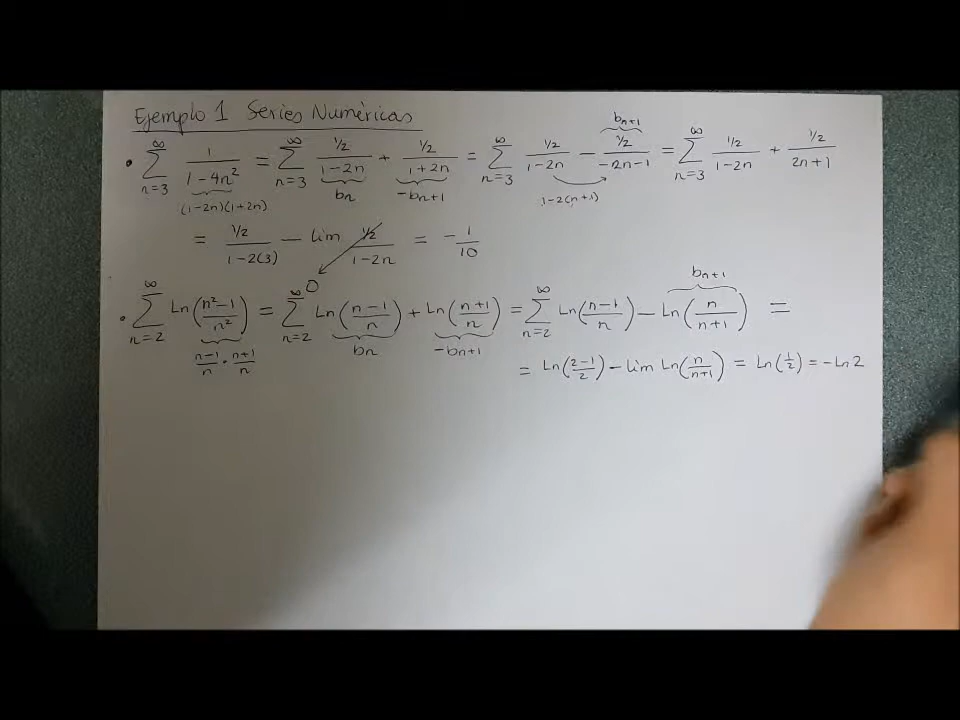 Ejemplo 1 Series Numéricas
• ∑_{n=3}^{∞} 1/(1-4n²) = ∑_{n=3}^{∞} (1/2)/(1-2n) + (1/2)/(1+2n) = ∑_{n=3}^{∞} (1/2)/(1-2n) - (1/2)/(-2n-1) = ∑_{n=3}^{∞} (1/2)/(1-2n) + (1/2)/(2n+1)
(1-2n)(1+2n) bn -bn+1 1-2(n+1) bn+1
= (1/2)/(1-2(3)) - lim (1/2)/(1-2n) = -1/10
0
• ∑_{n=2}^{∞} Ln((n²-1)/n²) = ∑_{n=2}^{∞} Ln((n-1)/n) + Ln((n+1)/n) = ∑_{n=2}^{∞} Ln((n-1)/n) - Ln(n/(n+1)) =
(n-1)/n · (n+1)/n bn -bn+1 bn+1
= Ln((2-1)/2) - lim Ln(n/(n+1)) = Ln(1/2) = -Ln2